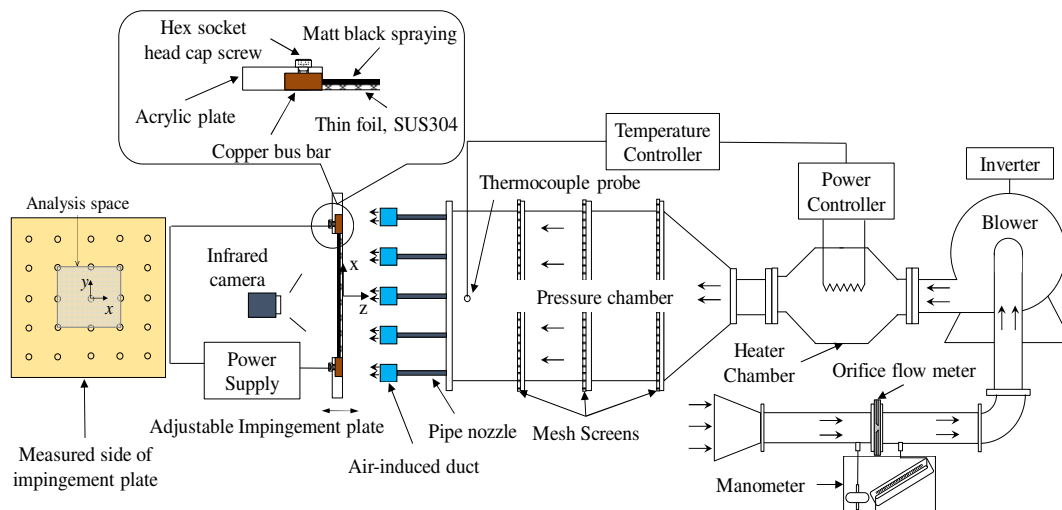 Hex socket
head cap screw
Matt black spraying
Acrylic plate
Thin foil, SUS304
Copper bus bar
Temperature
Controller
Inverter
Thermocouple probe
Power
Controller
Blower
Analysis space
Infrared
camera
x
y
x
z
Pressure chamber
Heater
Chamber
Power
Supply
Orifice flow meter
Adjustable Impingement plate
Pipe nozzle
Mesh Screens
Measured side of
impingement plate
Air-induced duct
Manometer